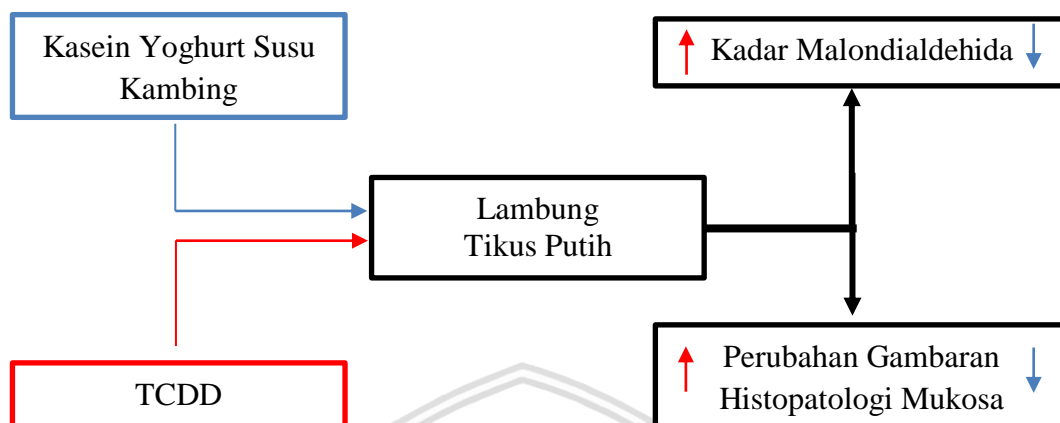 Kasein Yoghurt Susu
Kambing
Kadar Malondialdehida
Lambung
Tikus Putih
TCDD
Perubahan Gambaran
Histopatologi Mukosa